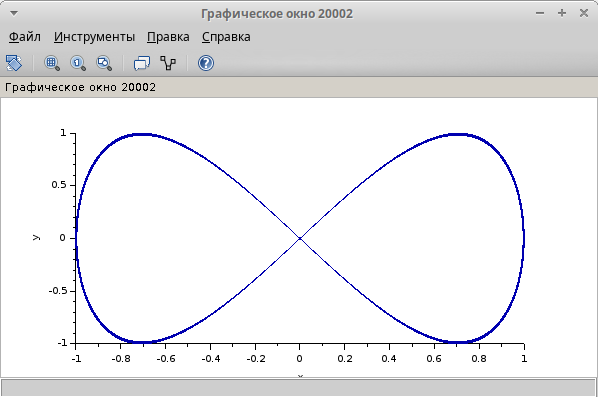 Графическое окно 20002
Файл Инструменты Правка Справка
Графическое окно 20002
1
0.5
y
0
-0.5
-1
-1 -0.8 -0.6 -0.4 -0.2 0 0.2 0.4 0.6 0.8 1